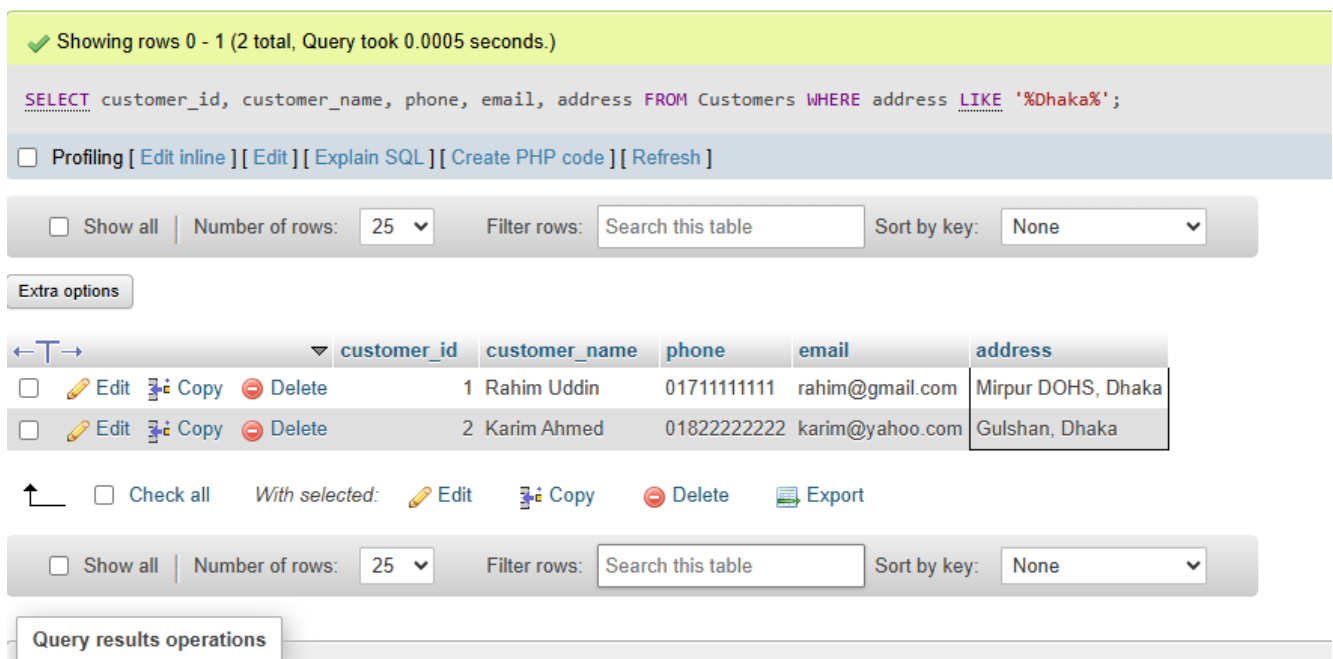 Showing rows 0 - 1 (2 total, Query took 0.0005 seconds.)
SELECT customer_id, customer_name, phone, email, address FROM Customers WHERE address LIKE '%Dhaka%';
Profiling [ Edit inline ] [ Edit ] [ Explain SQL ] [ Create PHP code ] [ Refresh ]
Show all | Number of rows: 25 Filter rows: Search this table Sort by key: None
Extra options
←T→ customer_id customer_name phone email address
Edit Copy Delete 1 Rahim Uddin 01711111111 rahim@gmail.com Mirpur DOHS, Dhaka
Edit Copy Delete 2 Karim Ahmed 01822222222 karim@yahoo.com Gulshan, Dhaka
Check all With selected: Edit Copy Delete Export
Show all | Number of rows: 25 Filter rows: Search this table Sort by key: None
Query results operations